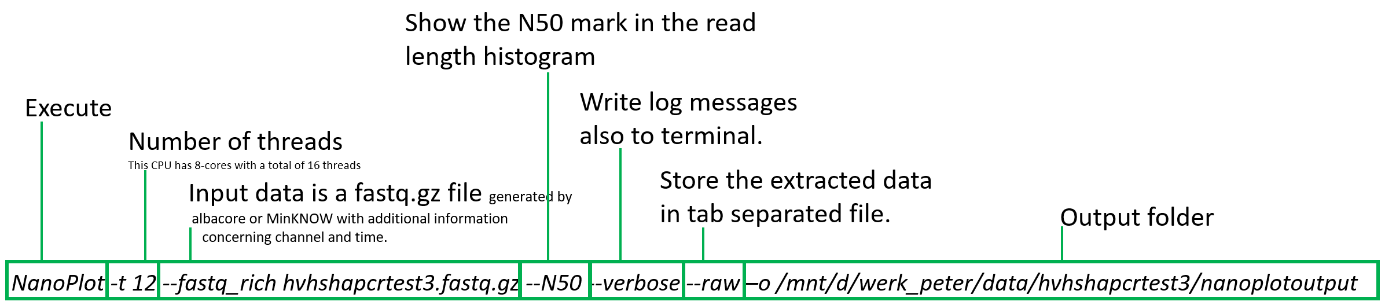 Show the N50 mark in the read
length histogram
Execute
Write log messages
also to terminal.
Number of threads
This CPU has 8-cores with a total of 16 threads
Input data is a fastq.gz file generated by
albacore or MinKNOW with additional information
concerning channel and time.
Store the extracted data
in tab separated file.
Output folder
NanoPlot -t 12 --fastq_rich hvhshapcrtest3.fastq.gz --N50 --verbose --raw –o /mnt/d/werk_peter/data/hvhshapcrtest3/nanoplotoutput